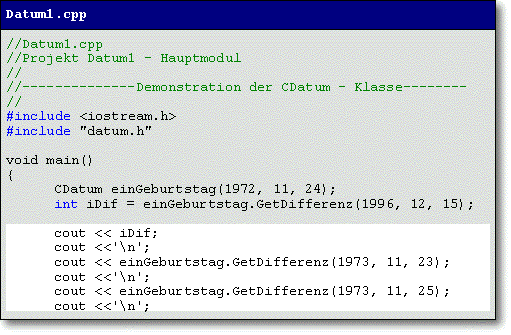 Datum1.cpp
//Datum1.cpp
//Projekt Datum1 - Hauptmodul
//
//--------------Demonstration der CDatum - Klasse--------
//
#include <iostream.h>
#include "datum.h"
void main()
{
CDatum einGeburtstag(1972, 11, 24);
int iDif = einGeburtstag.GetDifferenz(1996, 12, 15);
cout << iDif;
cout <<'\n';
cout << einGeburtstag.GetDifferenz(1973, 11, 23);
cout <<'\n';
cout << einGeburtstag.GetDifferenz(1973, 11, 25);
cout <<'\n';